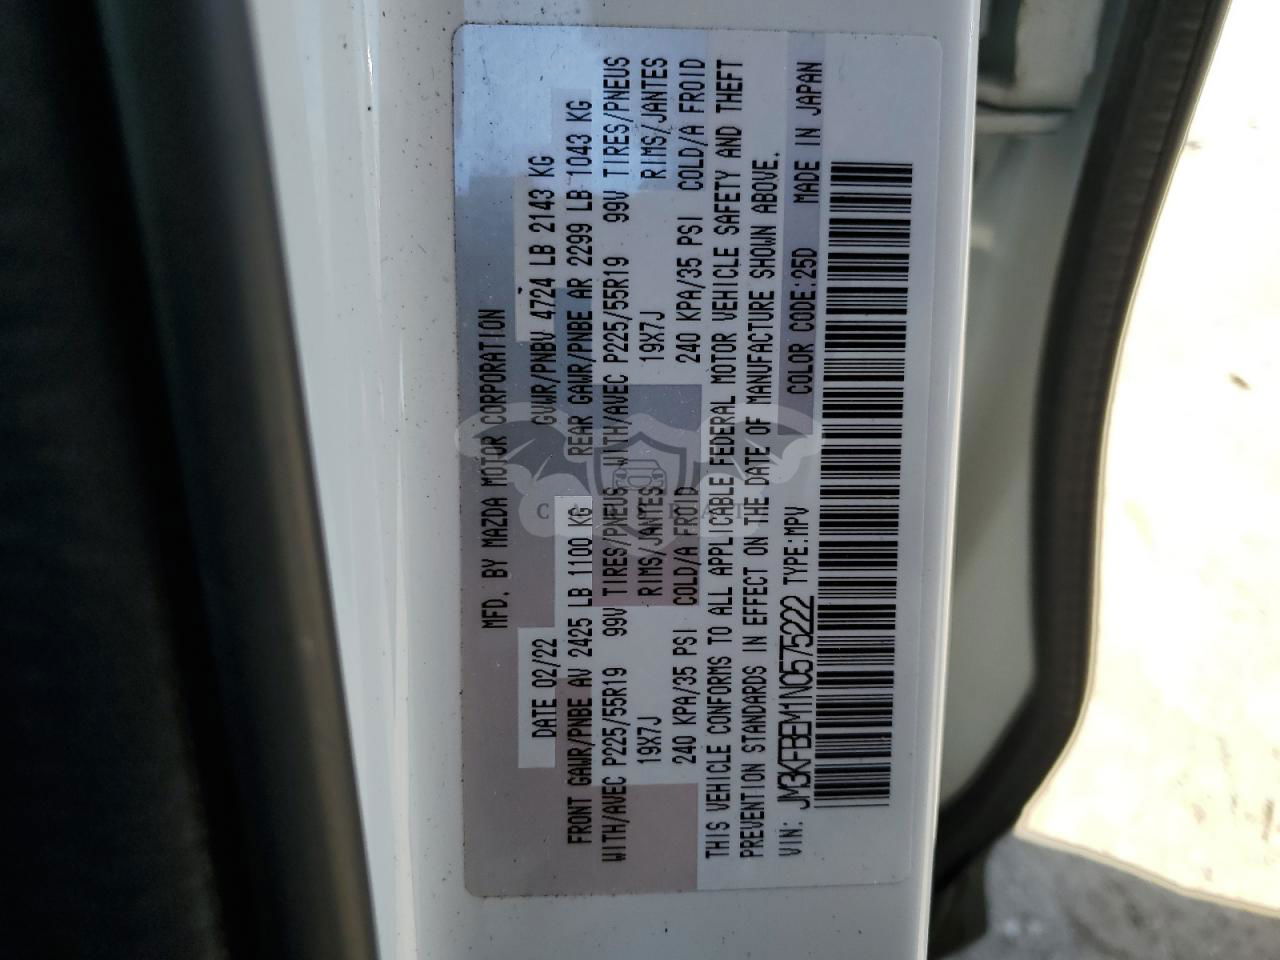 MFD. BY MAZDA MOTOR CORPORATION
DATE 02/22 GVWR/PNBV 4724 LB 2143 KG
FRONT GAWR/PNBE AV 2425 LB 1100 KG REAR GAWR/PNBE AR 2299 LB 1043 KG
WITH/AVEC P225/55R19 99V TIRES/PNEUS WITH/AVEC P225/55R19 99V TIRES/PNEUS
19X7J RIMS/JANTES 19X7J RIMS/JANTES
240 KPA/35 PSI COLD/A FROID 240 KPA/35 PSI COLD/A FROID
THIS VEHICLE CONFORMS TO ALL APPLICABLE FEDERAL MOTOR VEHICLE SAFETY AND THEFT
PREVENTION STANDARDS IN EFFECT ON THE DATE OF MANUFACTURE SHOWN ABOVE.
VIN: JM3KFBEM1N0575222 TYPE:MPV COLOR CODE:25D MADE IN JAPAN